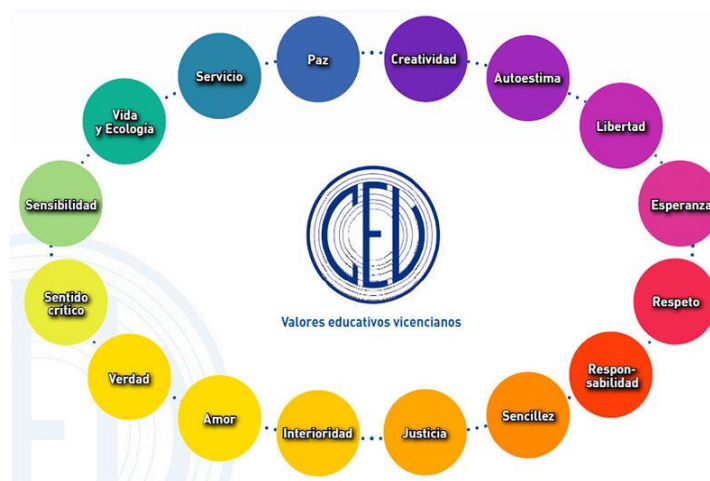 Paz
Creatividad
Autoestima
Libertad
Esperanza
Respeto
Respon-
sabilidad
Sencillez
Justicia
Interioridad
Amor
Verdad
Sentido
crítico
Sensibilidad
Vida
y Ecología
Servicio
CEV
Valores educativos vicencianos